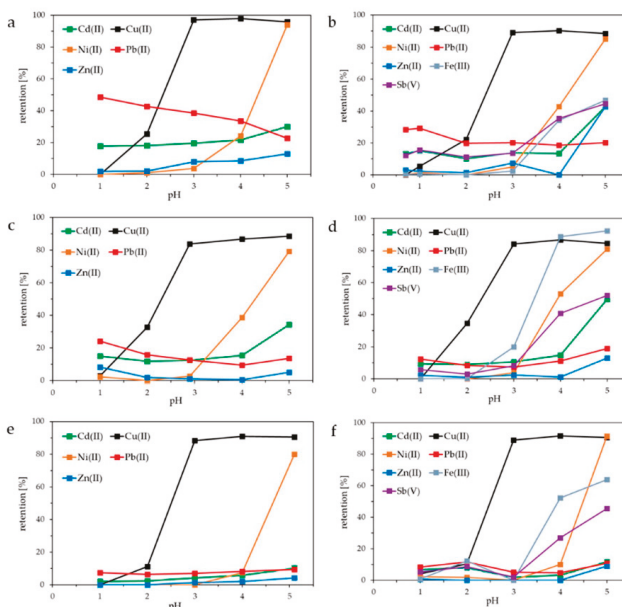 a
100
Cd(II) Cu(II)
Ni(II) Pb(II)
Zn(II)
retention [%]
80
60
40
20
0
0 1 2 3 4 5
pH
b
100
Cd(II) Cu(II)
Ni(II) Pb(II)
Zn(II) Fe(III)
Sb(V)
retention [%]
80
60
40
20
0
0 1 2 3 4 5
pH
c
100
Cd(II) Cu(II)
Ni(II) Pb(II)
Zn(II)
retention [%]
80
60
40
20
0
0 1 2 3 4 5
pH
d
100
Cd(II) Cu(II)
Ni(II) Pb(II)
Zn(II) Fe(III)
Sb(V)
retention [%]
80
60
40
20
0
0 1 2 3 4 5
pH
e
100
Cd(II) Cu(II)
Ni(II) Pb(II)
Zn(II)
retention [%]
80
60
40
20
0
0 1 2 3 4 5
pH
f
100
Cd(II) Cu(II)
Ni(II) Pb(II)
Zn(II) Fe(III)
Sb(V)
retention [%]
80
60
40
20
0
0 1 2 3 4 5
pH